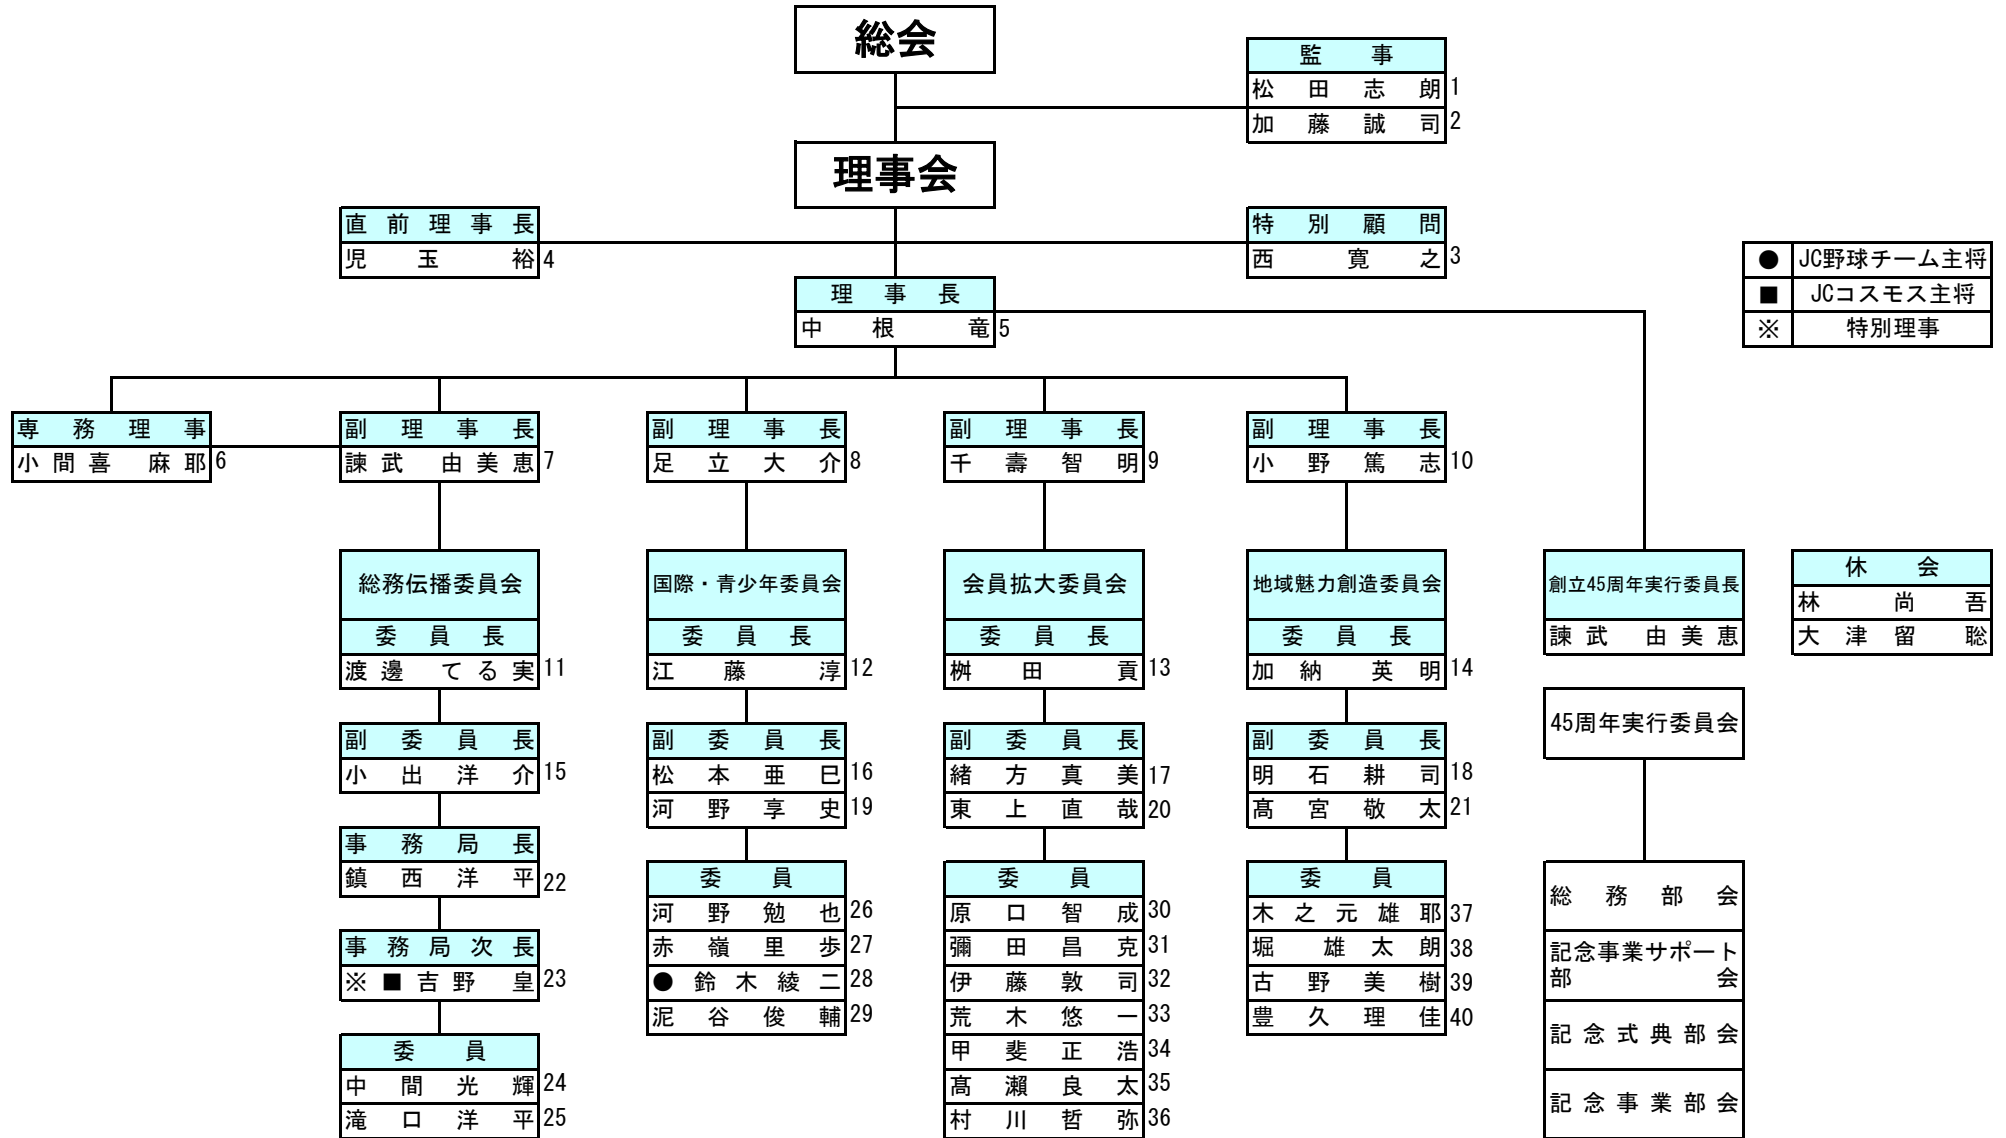 総会
監事
松田志朗 1
加藤誠司 2
理事会
直前理事長
児玉裕 4
特別顧問
西寛之 3
理事長
中根竜 5
● JC野球チーム主将
■ JCコスモス主将
※ 特別理事
専務理事
小間喜麻耶 6
副理事長
諫武由美恵 7
副理事長
足立大介 8
副理事長
千壽智明 9
副理事長
小野篤志 10
総務伝播委員会
委員長
渡邊てる実 11
国際・青少年委員会
委員長
江藤淳 12
会員拡大委員会
委員長
桝田貢 13
地域魅力創造委員会
委員長
加納英明 14
創立45周年実行委員長
諫武由美恵
休会
林尚吾
大津留聡
45周年実行委員会
副委員長
小出洋介 15
副委員長
松本亜巳 16
河野享史 19
副委員長
緒方真美 17
東上直哉 20
副委員長
明石耕司 18
髙宮敬太 21
事務局長
鎮西洋平 22
事務局次長
※■吉野皇 23
委員
中間光輝 24
滝口洋平 25
委員
河野勉也 26
赤嶺里歩 27
●鈴木綾二 28
泥谷俊輔 29
委員
原口智成 30
彌田昌克 31
伊藤敦司 32
荒木悠一 33
甲斐正浩 34
髙瀨良太 35
村川哲弥 36
委員
木之元雄耶 37
堀雄太朗 38
古野美樹 39
豊久理佳 40
総務部会
記念事業サポート
部会
記念式典部会
記念事業部会